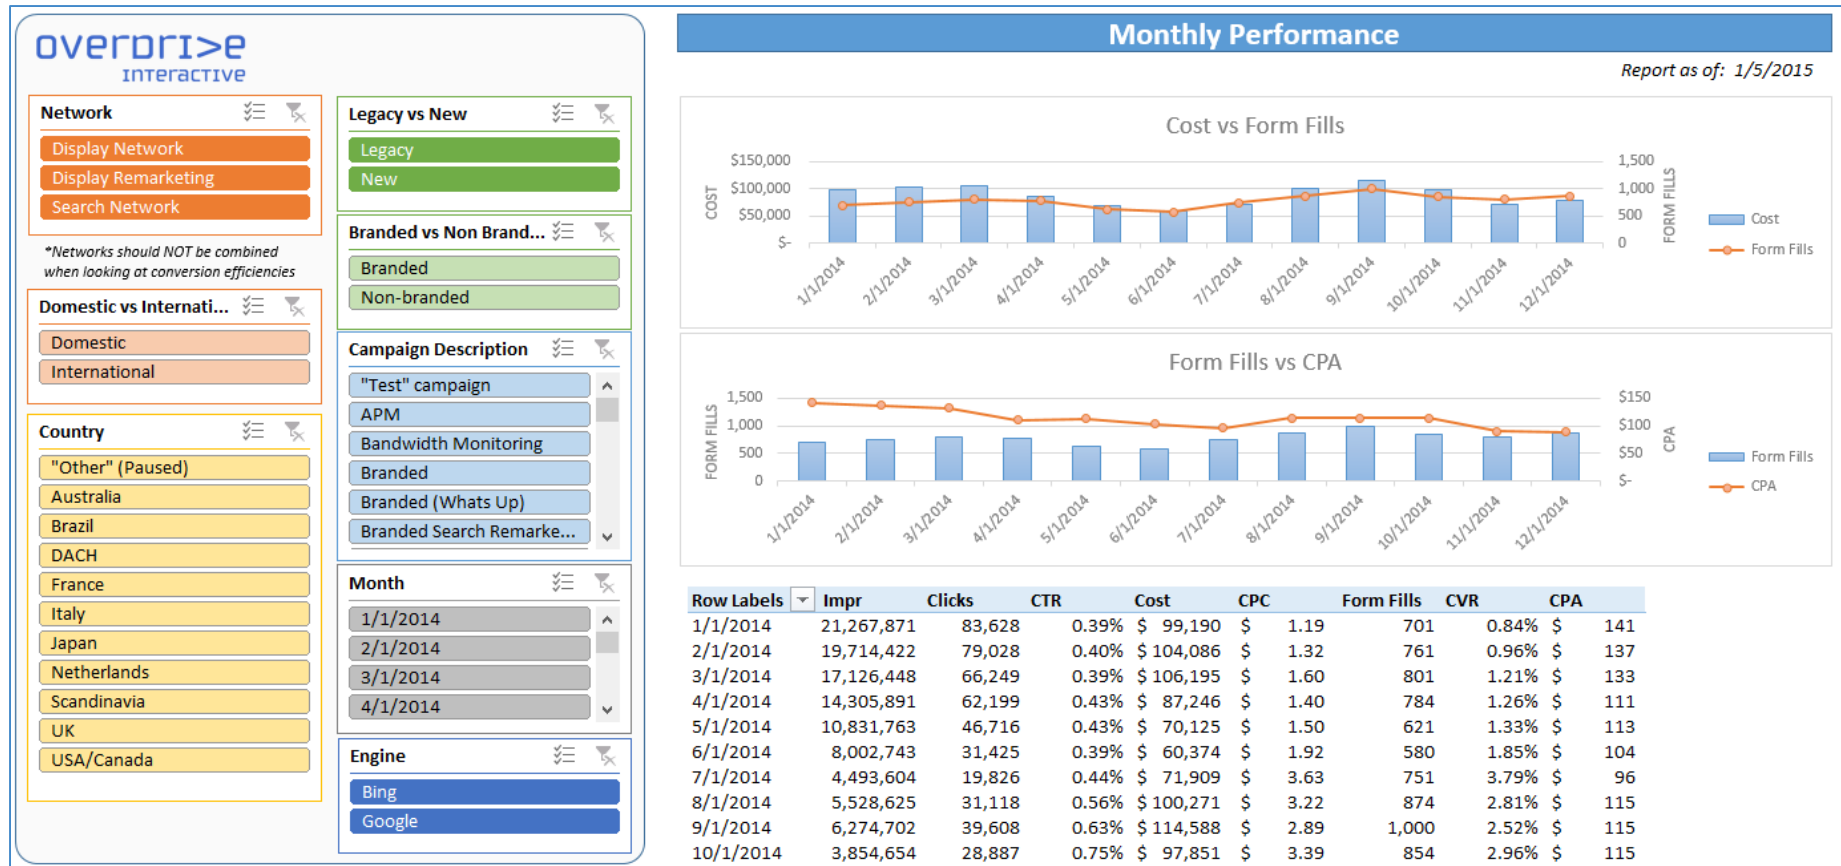 OVERDRI>E
INTERACTIVE
Network
Display Network
Display Remarketing
Search Network
*Networks should NOT be combined
when looking at conversion efficiencies
Domestic vs Internati...
Domestic
International
Country
"Other" (Paused)
Australia
Brazil
DACH
France
Italy
Japan
Netherlands
Scandinavia
UK
USA/Canada
Legacy vs New
Legacy
New
Branded vs Non Brand...
Branded
Non-branded
Campaign Description
"Test" campaign
APM
Bandwidth Monitoring
Branded
Branded (Whats Up)
Branded Search Remarke...
Month
1/1/2014
2/1/2014
3/1/2014
4/1/2014
Engine
Bing
Google
Monthly Performance
Report as of: 1/5/2015
Cost vs Form Fills
COST
$150,000
$100,000
$50,000
$-
1,500
1,000
500
0
FORM FILLS
1/1/2014 2/1/2014 3/1/2014 4/1/2014 5/1/2014 6/1/2014 7/1/2014 8/1/2014 9/1/2014 10/1/2014 11/1/2014 12/1/2014
Cost
Form Fills
Form Fills vs CPA
FORM FILLS
1,500
1,000
500
0
$150
$100
$50
$-
CPA
1/1/2014 2/1/2014 3/1/2014 4/1/2014 5/1/2014 6/1/2014 7/1/2014 8/1/2014 9/1/2014 10/1/2014 11/1/2014 12/1/2014
Form Fills
CPA
Row Labels Impr Clicks CTR Cost CPC Form Fills CVR CPA
1/1/2014 21,267,871 83,628 0.39% $ 99,190 $ 1.19 701 0.84% $ 141
2/1/2014 19,714,422 79,028 0.40% $ 104,086 $ 1.32 761 0.96% $ 137
3/1/2014 17,126,448 66,249 0.39% $ 106,195 $ 1.60 801 1.21% $ 133
4/1/2014 14,305,891 62,199 0.43% $ 87,246 $ 1.40 784 1.26% $ 111
5/1/2014 10,831,763 46,716 0.43% $ 70,125 $ 1.50 621 1.33% $ 113
6/1/2014 8,002,743 31,425 0.39% $ 60,374 $ 1.92 580 1.85% $ 104
7/1/2014 4,493,604 19,826 0.44% $ 71,909 $ 3.63 751 3.79% $ 96
8/1/2014 5,528,625 31,118 0.56% $ 100,271 $ 3.22 874 2.81% $ 115
9/1/2014 6,274,702 39,608 0.63% $ 114,588 $ 2.89 1,000 2.52% $ 115
10/1/2014 3,854,654 28,887 0.75% $ 97,851 $ 3.39 854 2.96% $ 115